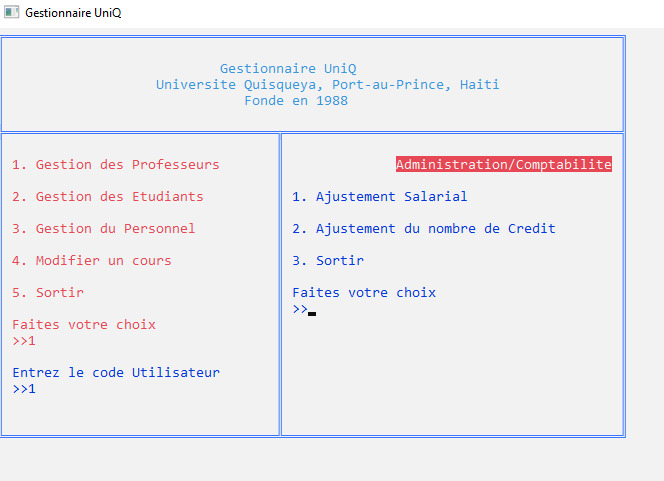 Gestionnaire UniQ
Gestionnaire UniQ
Universite Quisqueya, Port-au-Prince, Haiti
Fonde en 1988
1. Gestion des Professeurs
2. Gestion des Etudiants
3. Gestion du Personnel
4. Modifier un cours
5. Sortir
Faites votre choix
>>1
Entrez le code Utilisateur
>>1
Administration/Comptabilite
1. Ajustement Salarial
2. Ajustement du nombre de Credit
3. Sortir
Faites votre choix
>>